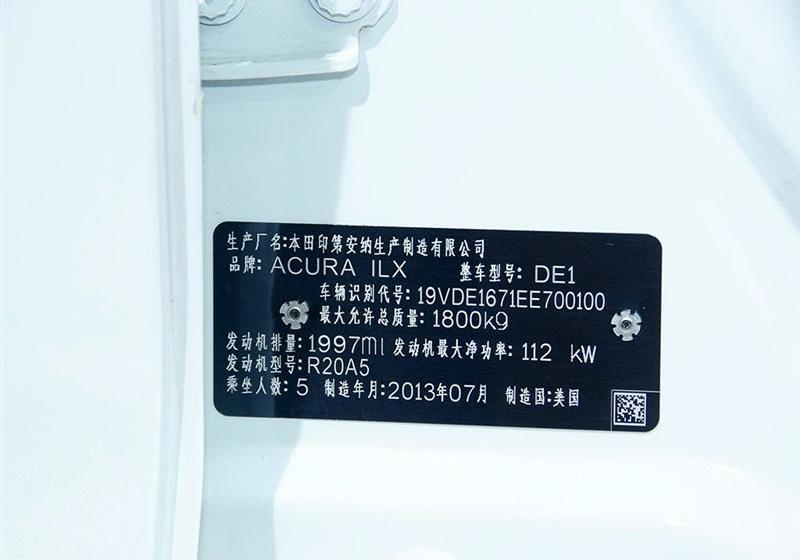 生产厂名:本田印第安纳生产制造有限公司
品牌: ACURA ILX 整车型号: DE1
车辆识别代号: 19VDE1671EE700100
最大允许总质量: 1800kg
发动机排量: 1997ml 发动机最大净功率: 112 kW
发动机型号: R20A5
乘坐人数: 5 制造年月: 2013年07月 制造国:美国